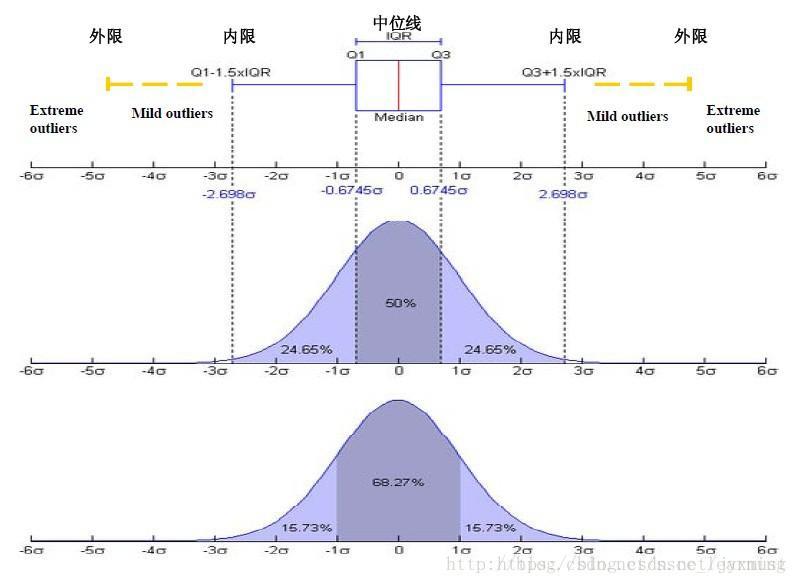 中位线
外限 内限 IQR 内限 外限
Q1 Q3
Q1-1.5xIQR Q3+1.5xIQR
Extreme outliers Mild outliers Median Mild outliers Extreme outliers
-6σ -5σ -4σ -3σ -2σ -1σ 0 1σ 2σ 3σ 4σ 5σ 6σ
-2.698σ -0.6745σ 0.6745σ 2.698σ
50%
24.65% 24.65%
-6σ -5σ -4σ -3σ -2σ -1σ 0 1σ 2σ 3σ 4σ 5σ 6σ
68.27%
15.73% 15.73%
-6σ -5σ -4σ -3σ -2σ -1σ 0 1σ 2σ 3σ 4σ 5σ 6σ